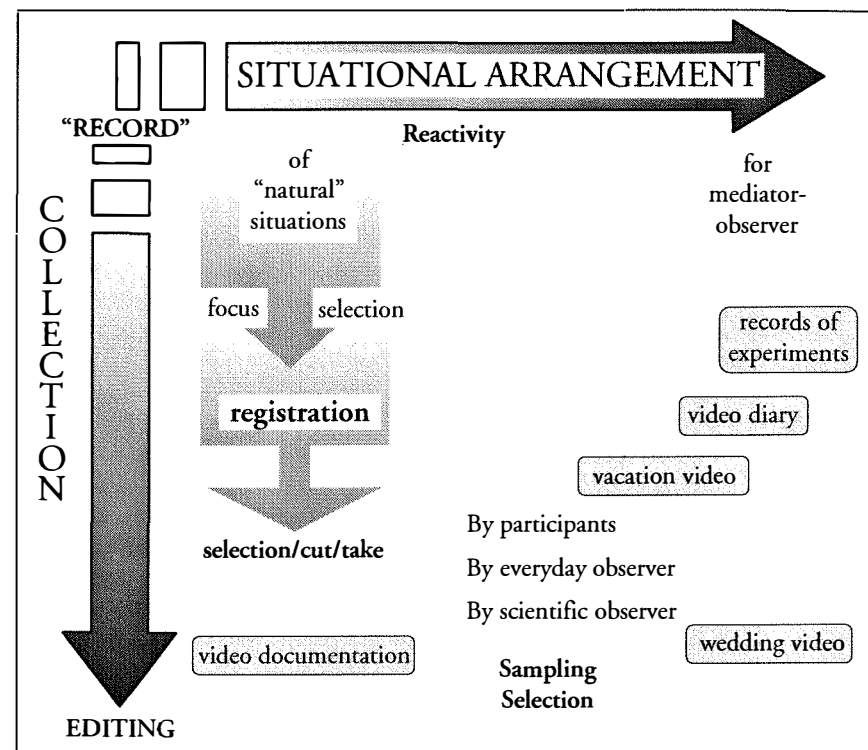 SITUATIONAL ARRANGEMENT
"RECORD"
Reactivity
of
"natural"
situations
for
mediator-
observer
COLLECTION
focus
selection
records of
experiments
registration
video diary
vacation video
selection/cut/take
By participants
By everyday observer
By scientific observer
wedding video
video documentation
Sampling
Selection
EDITING